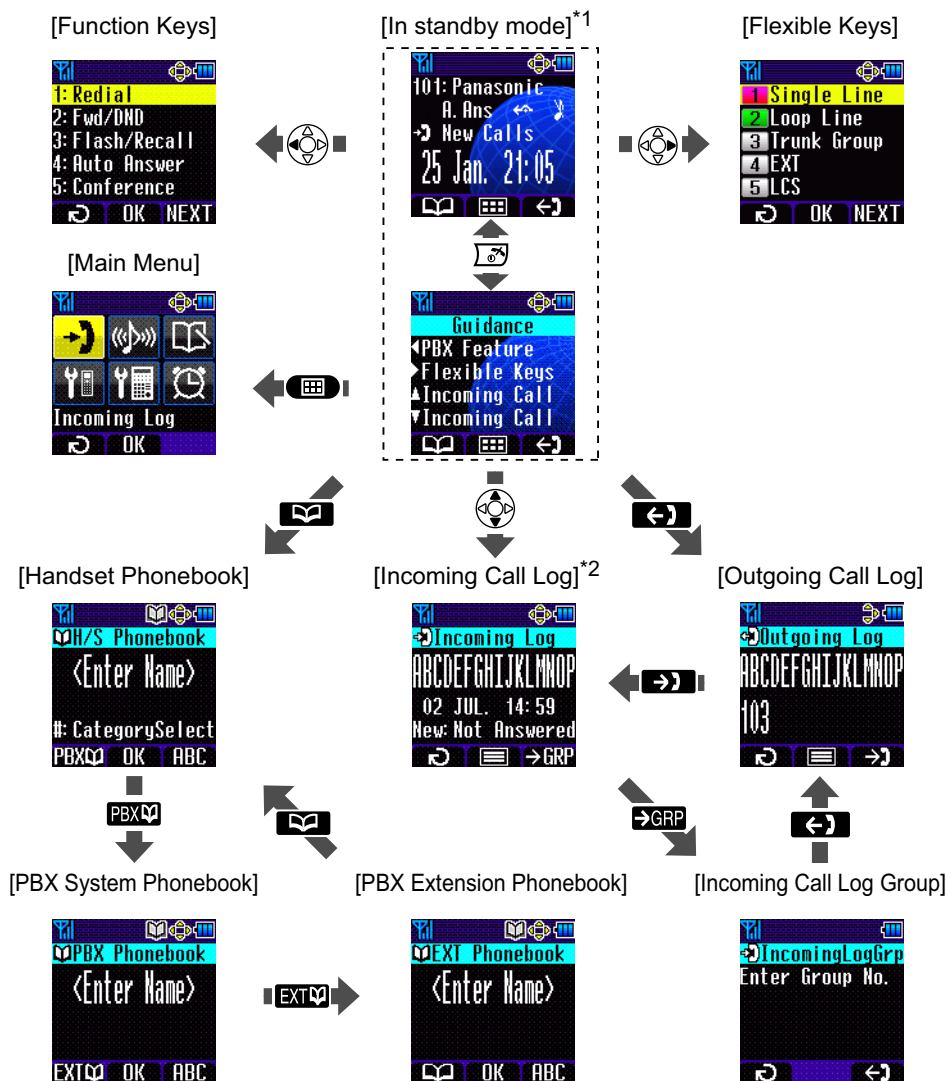 [Function Keys]
[In standby mode]*1
[Flexible Keys]
1: Redial
2: Fwd/DND
3: Flash/Recall
4: Auto Answer
5: Conference
OK NEXT
101: Panasonic
A. Ans
New Calls
25 Jan. 21:05
1 Single Line
2 Loop Line
3 Trunk Group
4 EXT
5 LCS
OK NEXT
[Main Menu]
Incoming Log
OK
Guidance
PBX Feature
Flexible Keys
Incoming Call
Incoming Call
[Handset Phonebook]
[Incoming Call Log]*2
[Outgoing Call Log]
H/S Phonebook
<Enter Name>
#: CategorySelect
PBX OK ABC
Incoming Log
ABCDEFGHIJKLMNOP
02 JUL. 14:59
New: Not Answered
→GRP
Outgoing Log
ABCDEFGHIJKLMNOP
103
PBX
→GRP
[PBX System Phonebook]
[PBX Extension Phonebook]
[Incoming Call Log Group]
PBX Phonebook
<Enter Name>
EXT OK ABC
EXT
EXT Phonebook
<Enter Name>
OK ABC
IncomingLogGrp
Enter Group No.